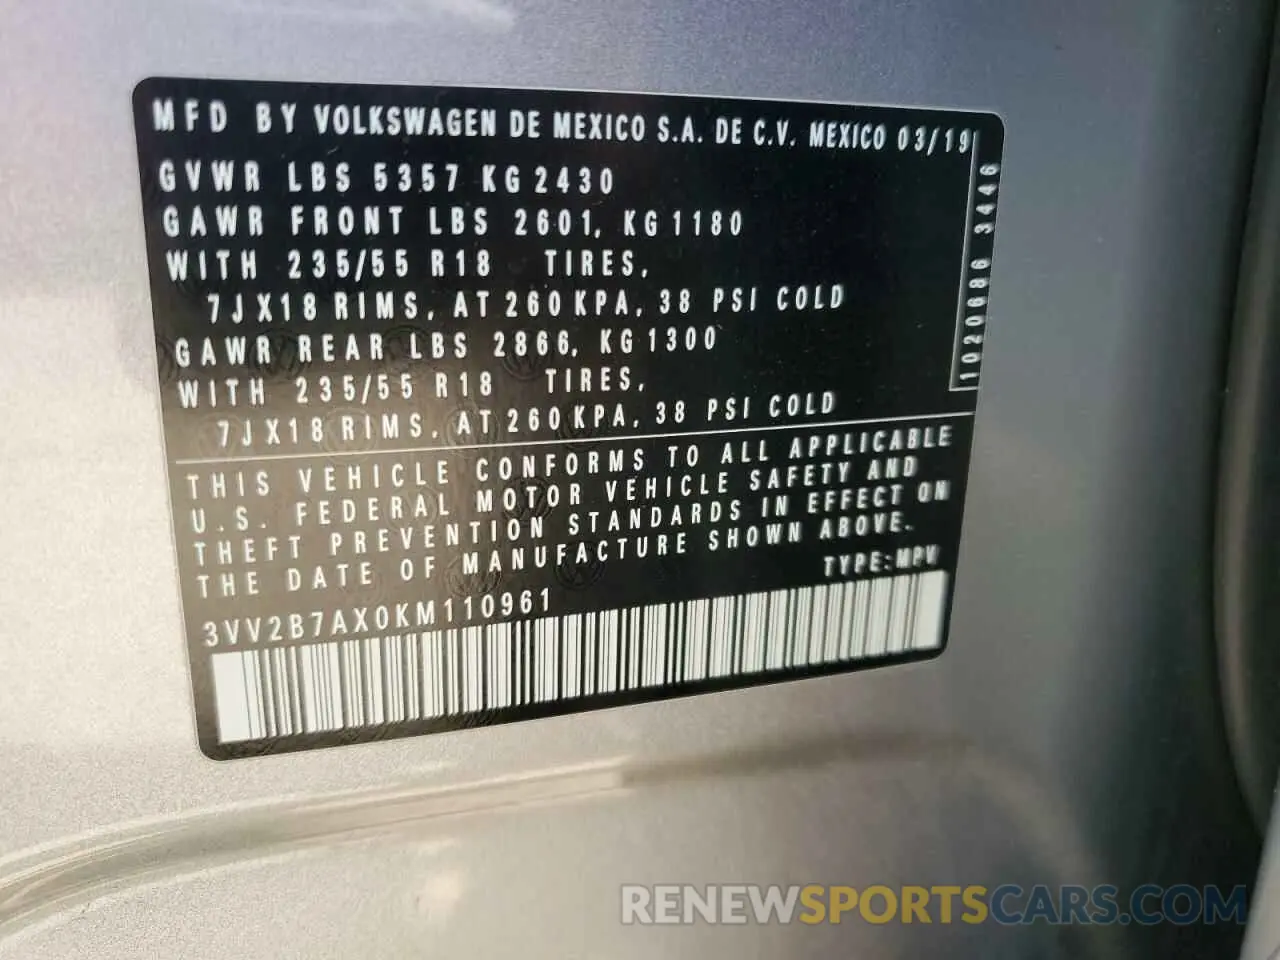 MFD BY VOLKSWAGEN DE MEXICO S.A. DE C.V. MEXICO 03/19
GVWR LBS 5357 KG 2430
GAWR FRONT LBS 2601, KG 1180
WITH 235/55 R18 TIRES,
7JX18 RIMS, AT 260 KPA, 38 PSI COLD
GAWR REAR LBS 2866, KG 1300
WITH 235/55 R18 TIRES,
7JX18 RIMS, AT 260 KPA, 38 PSI COLD
1020686 3446
THIS VEHICLE CONFORMS TO ALL APPLICABLE
U.S. FEDERAL MOTOR VEHICLE SAFETY AND
THEFT PREVENTION STANDARDS IN EFFECT ON
THE DATE OF MANUFACTURE SHOWN ABOVE.
TYPE:MPV
3VV2B7AX0KM110961
RENEWSPORTSCARS.COM